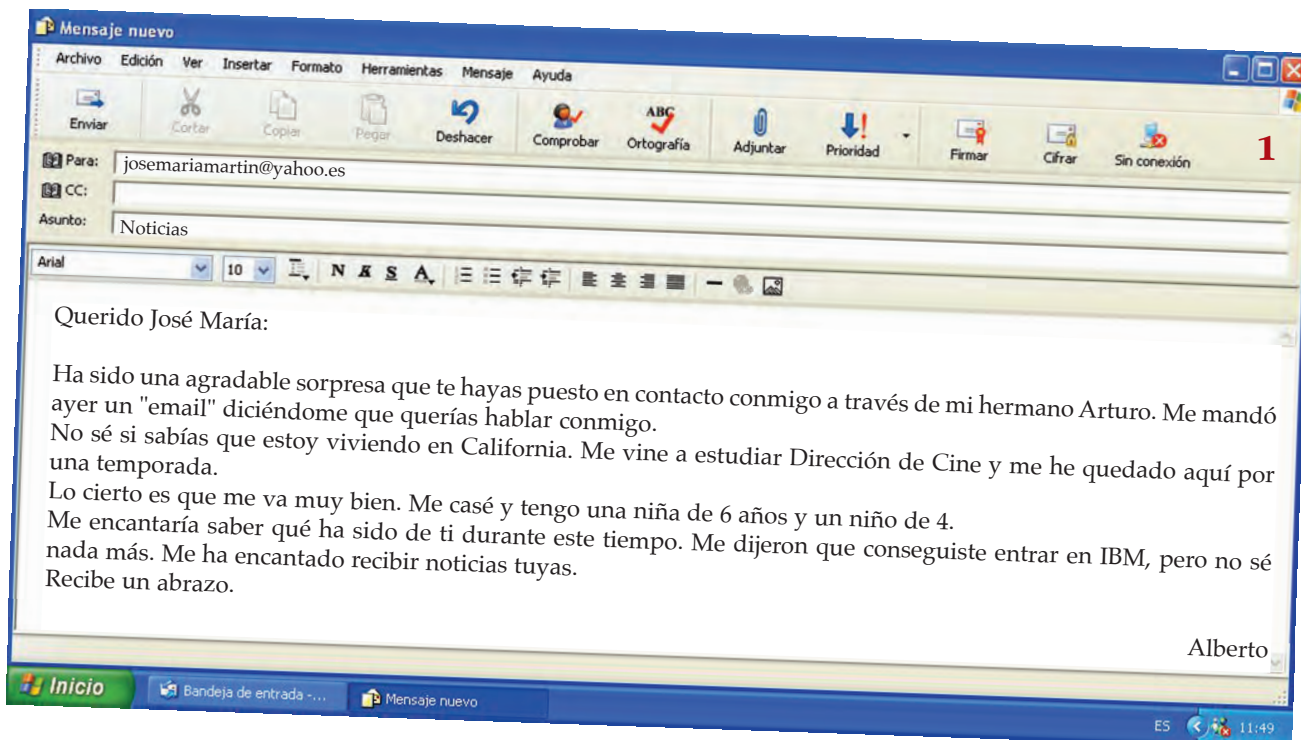 Mensaje nuevo
Archivo Edición Ver Insertar Formato Herramientas Mensaje Ayuda
Enviar Cortar Copiar Pegar Deshacer Comprobar ABC Ortografía Adjuntar Prioridad Firmar Cifrar Sin conexión
1
Para: josemariamartin@yahoo.es
CC:
Asunto: Noticias
Arial 10 N K S A
Querido José María:
Ha sido una agradable sorpresa que te hayas puesto en contacto conmigo a través de mi hermano Arturo. Me mandó
ayer un "email" diciéndome que querías hablar conmigo.
No sé si sabías que estoy viviendo en California. Me vine a estudiar Dirección de Cine y me he quedado aquí por
una temporada.
Lo cierto es que me va muy bien. Me casé y tengo una niña de 6 años y un niño de 4.
Me encantaría saber qué ha sido de ti durante este tiempo. Me dijeron que conseguiste entrar en IBM, pero no sé
nada más. Me ha encantado recibir noticias tuyas.
Recibe un abrazo.
Alberto
Inicio Bandeja de entrada -... Mensaje nuevo
ES 11:49